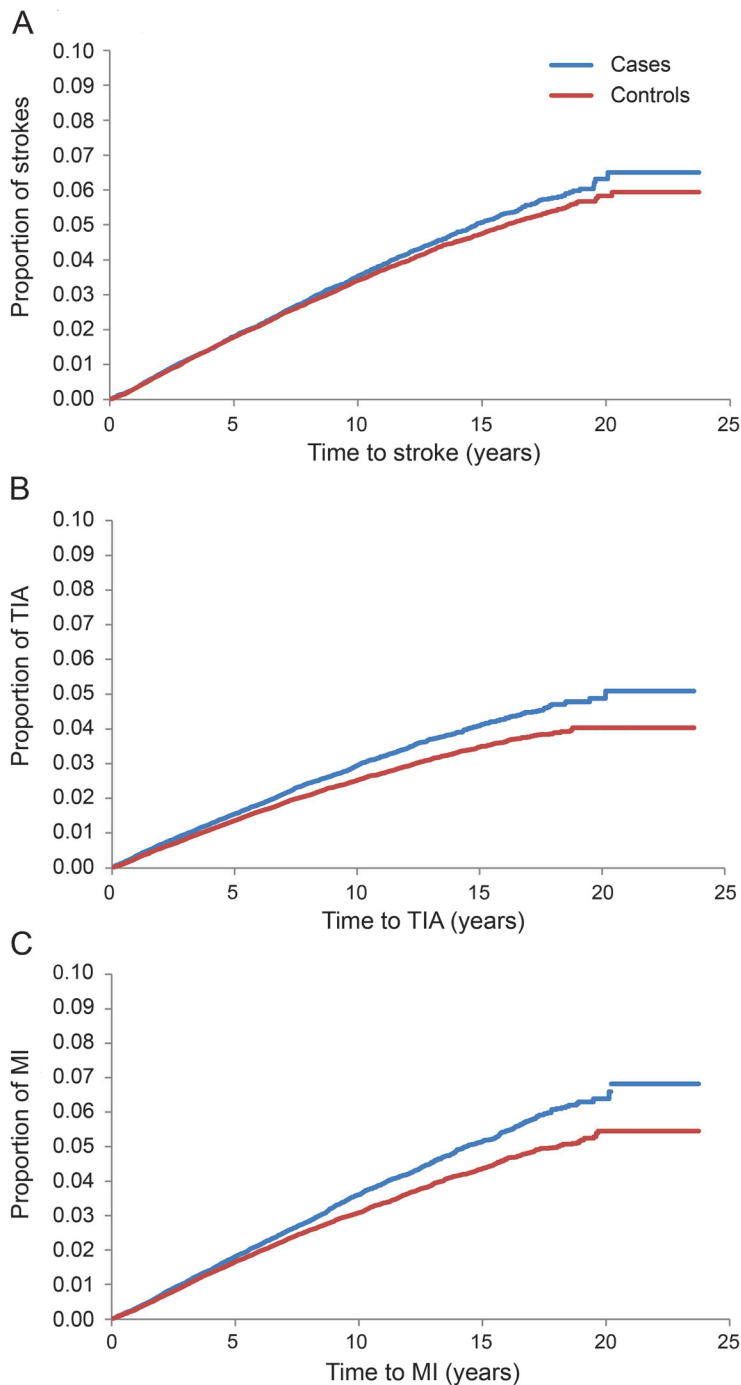 A
0.10
0.09
0.08
0.07
0.06
0.05
0.04
0.03
0.02
0.01
0.00
Proportion of strokes
Cases
Controls
0 5 10 15 20 25
Time to stroke (years)
B
0.10
0.09
0.08
0.07
0.06
0.05
0.04
0.03
0.02
0.01
0.00
Proportion of TIA
0 5 10 15 20 25
Time to TIA (years)
C
0.10
0.09
0.08
0.07
0.06
0.05
0.04
0.03
0.02
0.01
0.00
Proportion of MI
0 5 10 15 20 25
Time to MI (years)